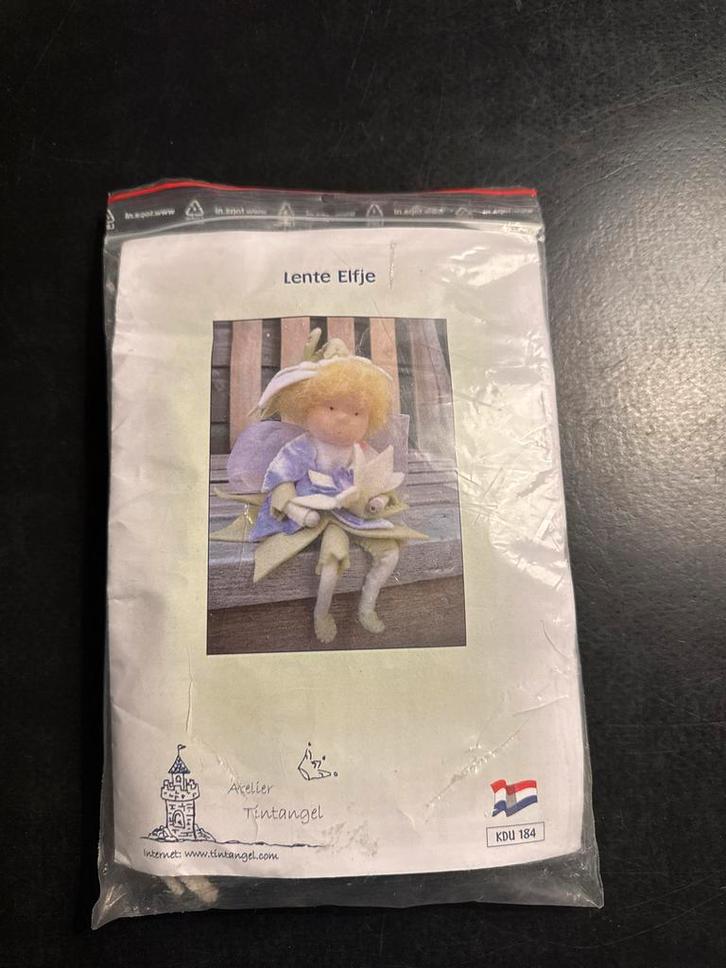 Lente Elfje
Atelier
Tintangel
KDU 184
Internet: www.tintangel.com